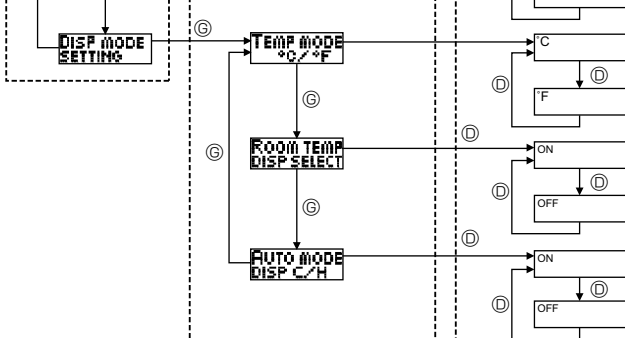 DISP MODE
SETTING
Ⓖ
TEMP MODE
°C/°F
°C
Ⓓ
Ⓓ
°F
Ⓖ
Ⓖ
ROOM TEMP
DISP SELECT
Ⓓ
ON
Ⓓ
Ⓓ
OFF
Ⓖ
AUTO MODE
DISP C/H
Ⓓ
ON
Ⓓ
Ⓓ
OFF